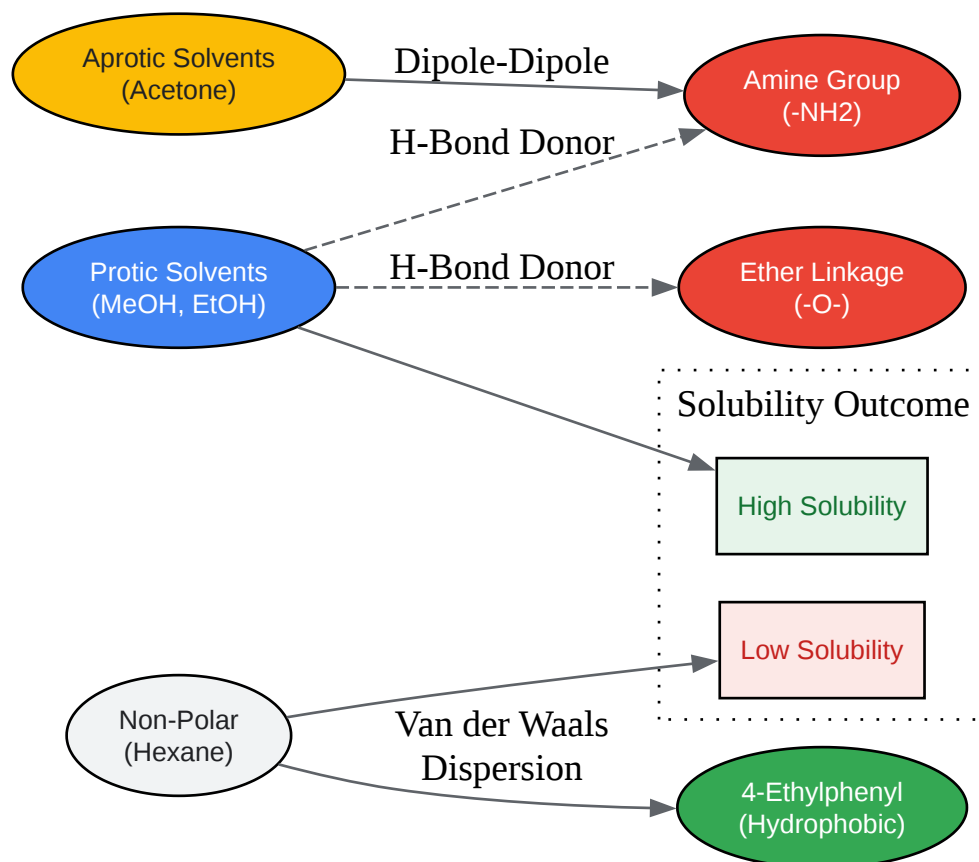 Aprotic Solvents
(Acetone)
Dipole-Dipole
Amine Group
(-NH2)
H-Bond Donor
Protic Solvents
(MeOH, EtOH)
H-Bond Donor
Ether Linkage
(-O-)
Solubility Outcome
High Solubility
Low Solubility
Non-Polar
(Hexane)
Van der Waals
Dispersion
4-Ethylphenyl
(Hydrophobic)